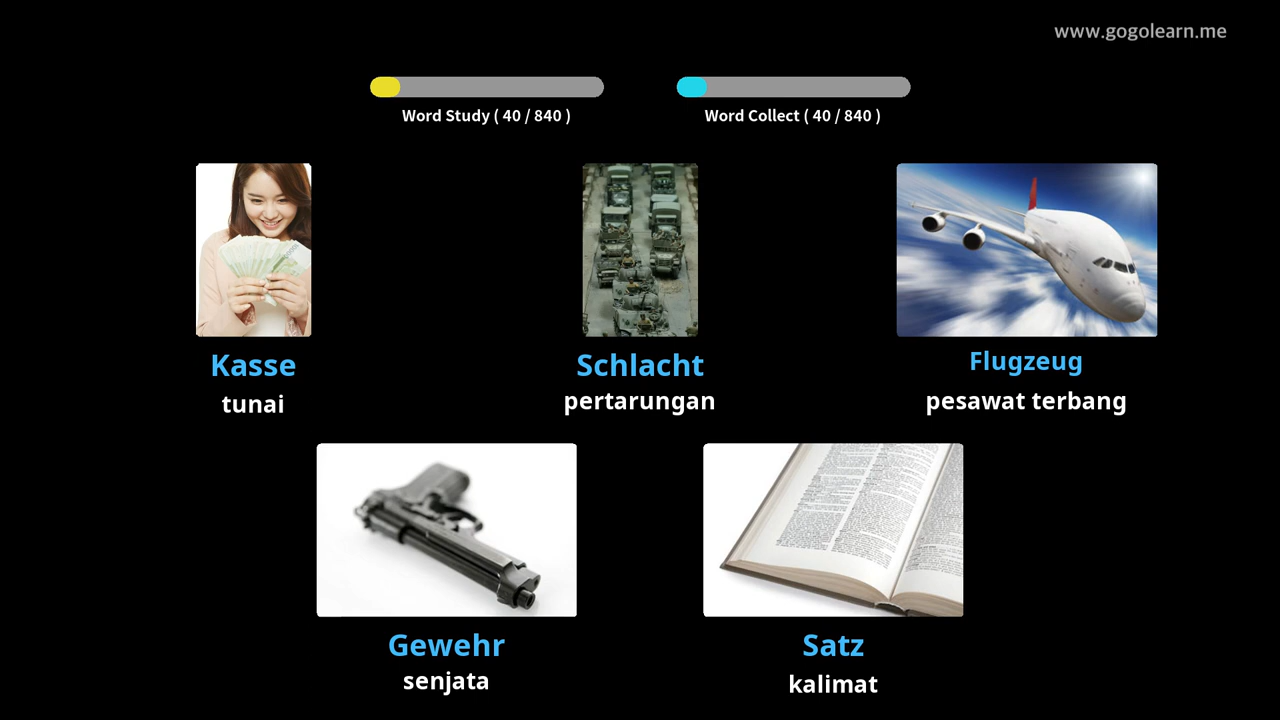 www.gogolearn.me
Word Study ( 40 / 840 )
Word Collect ( 40 / 840 )
Kasse
tunai
Schlacht
pertarungan
Flugzeug
pesawat terbang
Gewehr
senjata
Satz
kalimat